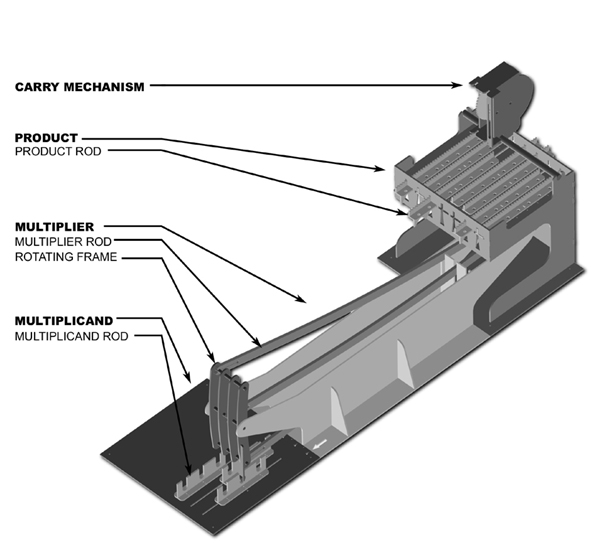 CARRY MECHANISM
PRODUCT
PRODUCT ROD
MULTIPLIER
MULTIPLIER ROD
ROTATING FRAME
MULTIPLICAND
MULTIPLICAND ROD